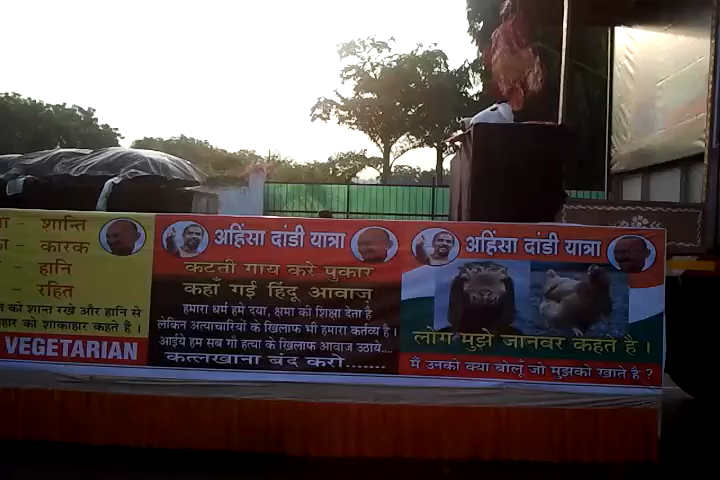 - शान्ति
- कारक
- हानि
- रहित
को शान्त रखे और हानि से
को शाकाहार कहते हैं ।
VEGETARIAN
अहिंसा दांडी यात्रा
कटती गाय करे पुकार
कहाँ गई हिंदू आवाज़
हमारा धर्म हमे दया, क्षमा की शिक्षा देता है
लेकिन अत्याचारियों के खिलाफ भी हमारा कर्तव्य है ।
आईये हम सब गौ हत्या के खिलाफ आवाज उठाये....
कत्लखाना बंद करो.......
अहिंसा दांडी यात्रा
लोग मुझे जानवर कहते है ।
मैं उनको क्या बोलूँ जो मुझको खाते है ?